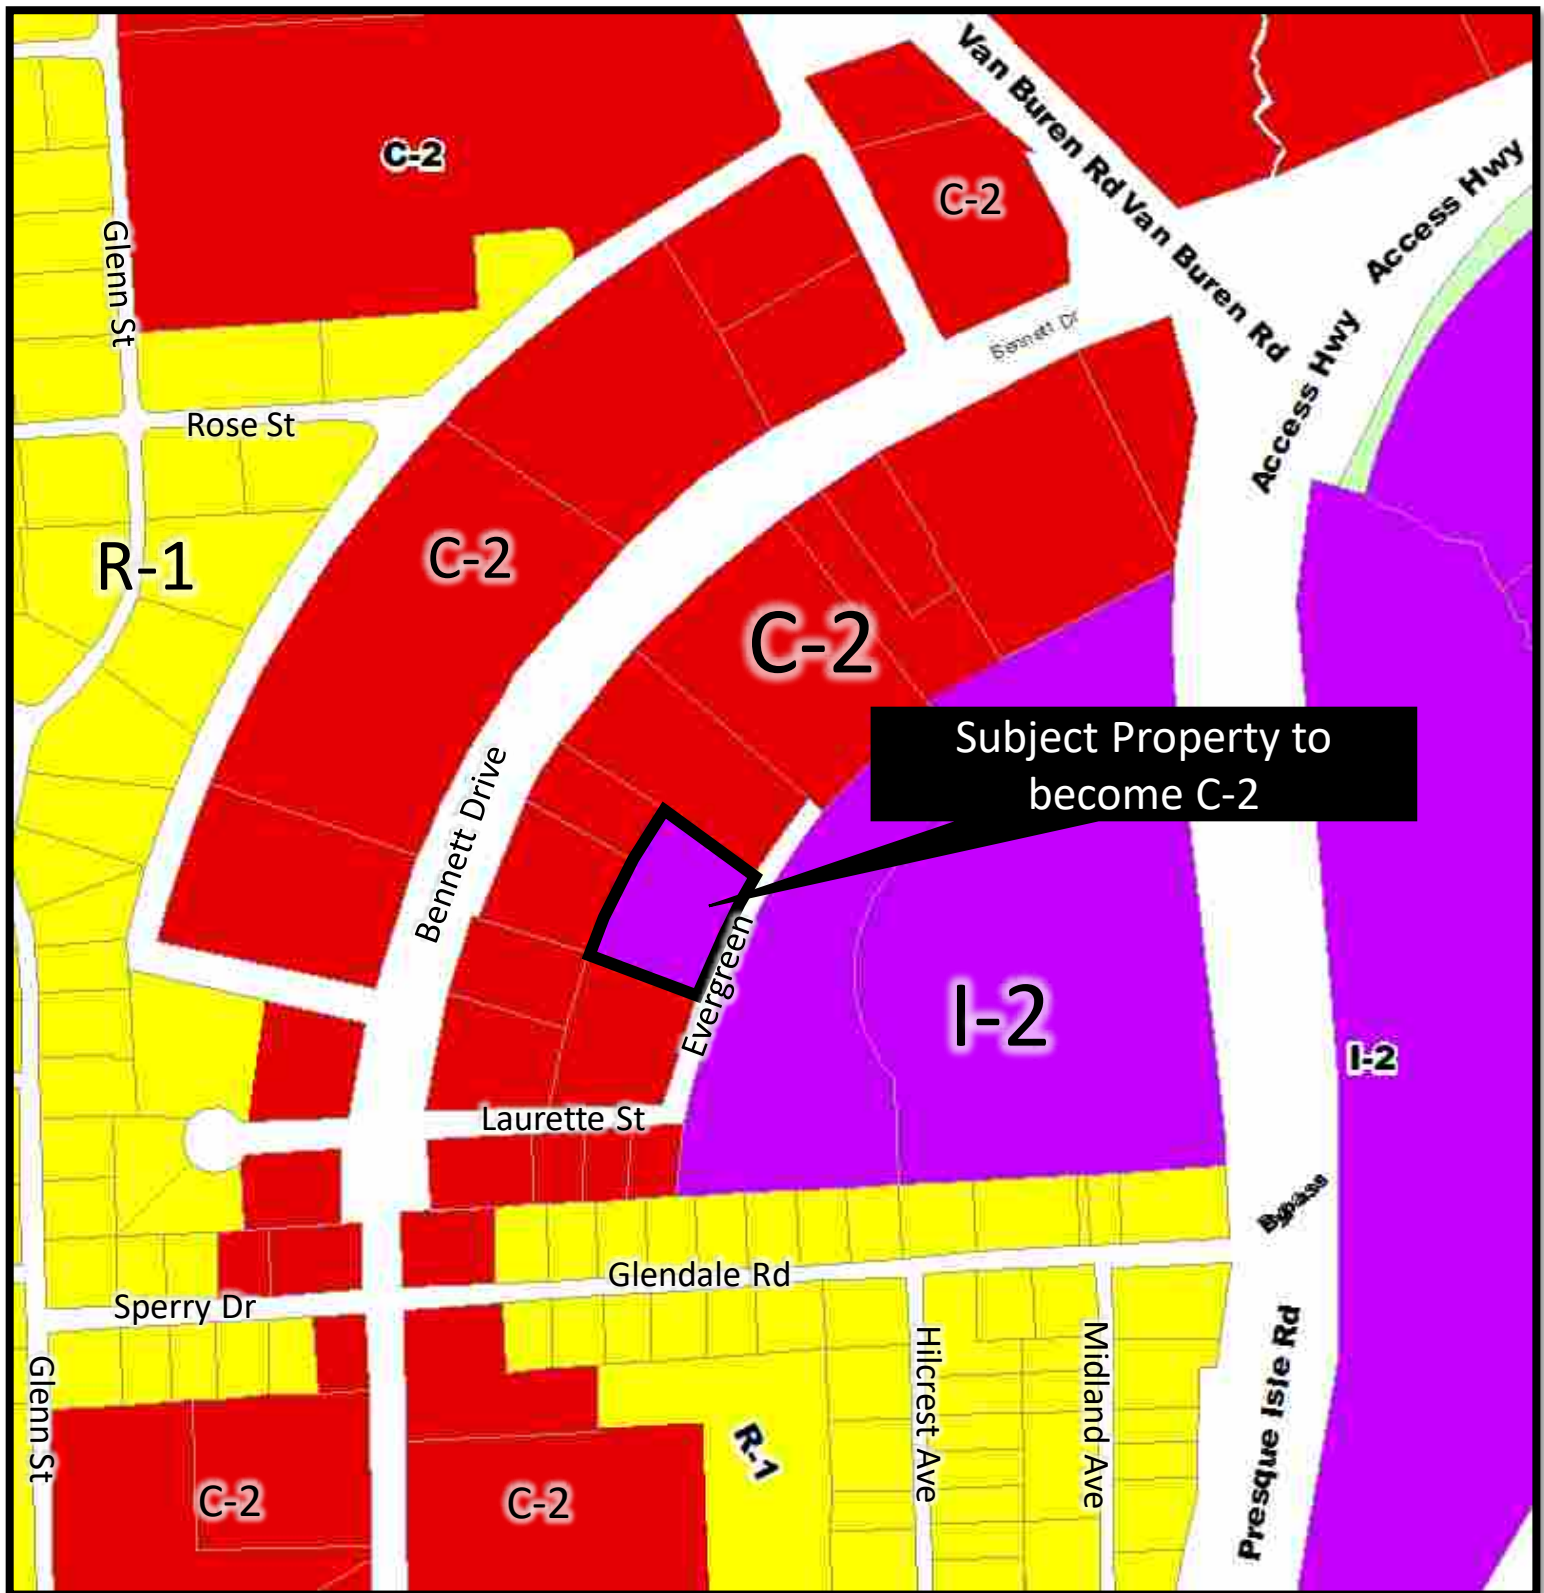 Van Buren Rd
Van Buren Rd
Access Hwy
Access Hwy
C-2
C-2
Glenn St
Bennett Dr
Rose St
R-1
C-2
C-2
Subject Property to
become C-2
Bennett Drive
Evergreen
I-2
I-2
Laurette St
Glendale Rd
Sperry Dr
Glenn St
Hilcrest Ave
Midland Ave
Presque Isle Rd
R-1
C-2
C-2